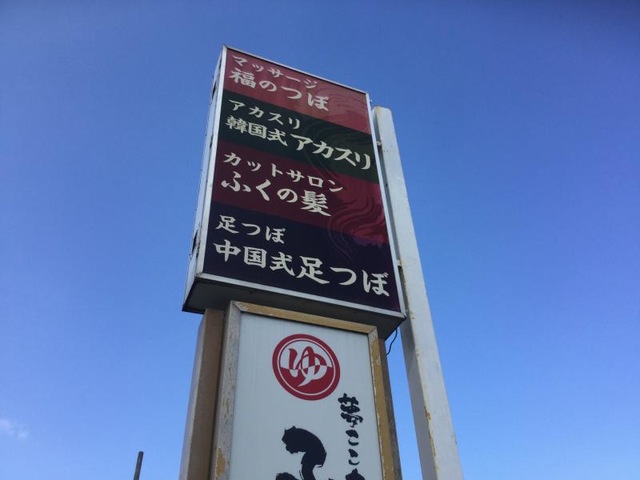 マッサージ
福のつぼ
アカスリ
韓国式アカスリ
カットサロン
ふくの髪
足つぼ
中国式足つぼ
ゆ
夢ここ